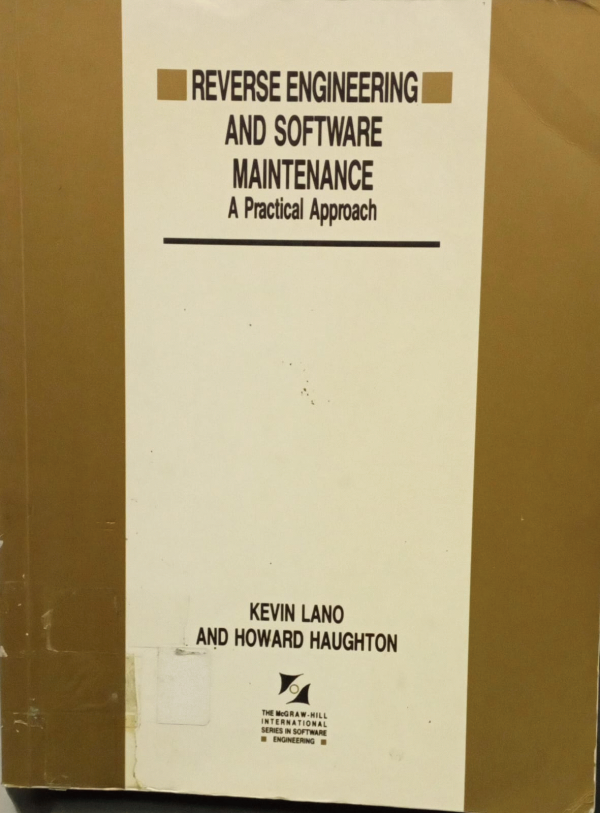 REVERSE ENGINEERING
AND SOFTWARE
MAINTENANCE
A Practical Approach
KEVIN LANO
AND HOWARD HAUGHTON
THE McGRAW-HILL
INTERNATIONAL
SERIES IN SOFTWARE
ENGINEERING